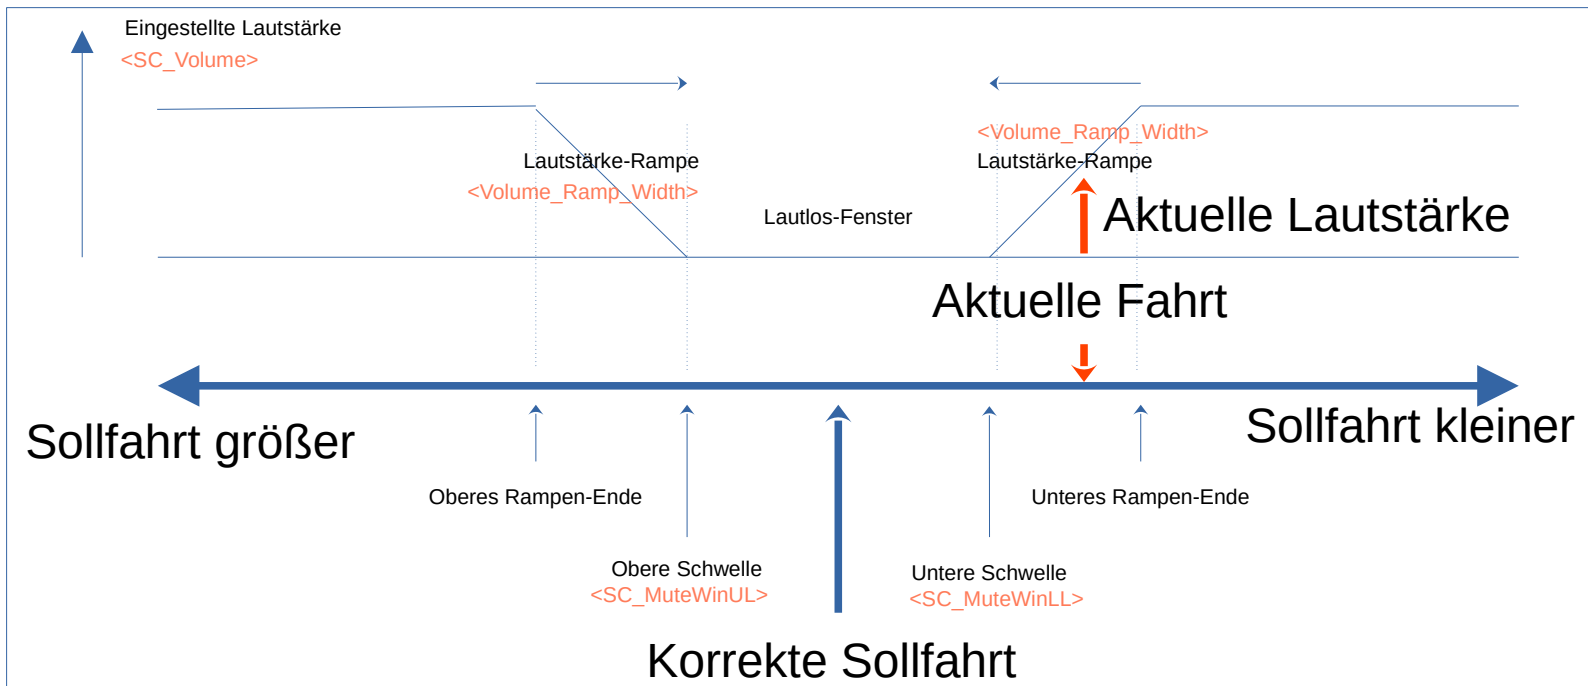 Eingestellte Lautstärke
<SC_Volume>
<Volume_Ramp_Width>
Lautstärke-Rampe
Lautstärke-Rampe
<Volume_Ramp_Width>
Lautlos-Fenster
Aktuelle Lautstärke
Aktuelle Fahrt
Sollfahrt größer
Sollfahrt kleiner
Oberes Rampen-Ende
Unteres Rampen-Ende
Obere Schwelle
<SC_MuteWinUL>
Untere Schwelle
<SC_MuteWinLL>
Korrekte Sollfahrt